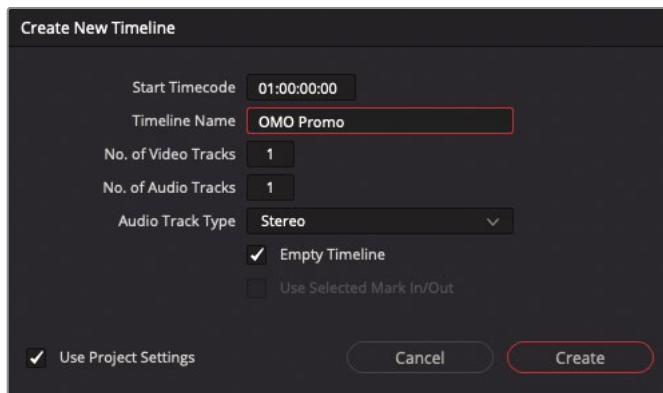 Create New Timeline
Start Timecode 01:00:00:00
Timeline Name OMO Promo
No. of Video Tracks 1
No. of Audio Tracks 1
Audio Track Type Stereo
Empty Timeline
Use Selected Mark In/Out
Use Project Settings Cancel Create